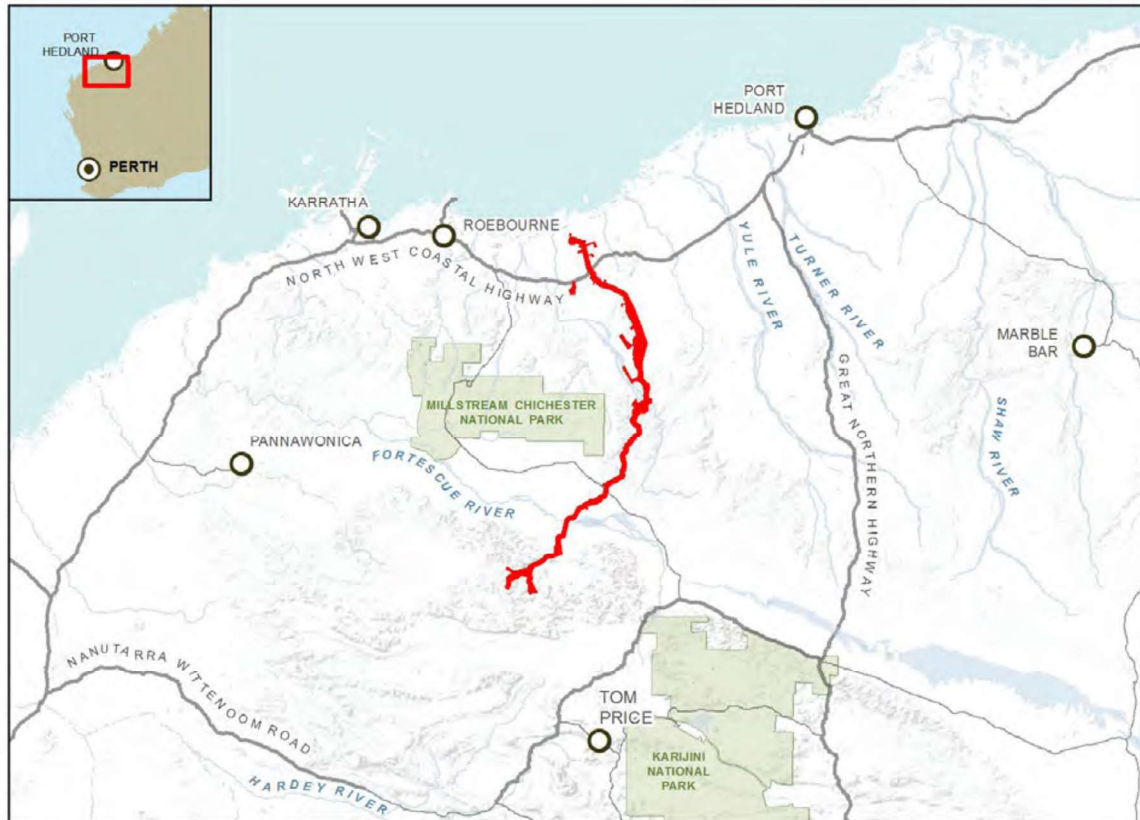 PORT
HEDLAND
PERTH
PORT
HEDLAND
KARRATHA
ROEBOURNE
NORTH WEST COASTAL HIGHWAY
YULE RIVER
TURNER RIVER
MARBLE
BAR
GREAT NORTHERN HIGHWAY
SHAW RIVER
MILLSTREAM CHICHESTER
NATIONAL PARK
PANNAWONICA
FORTESCUE RIVER
NANUTARRA WITTENOOM ROAD
TOM
PRICE
KARIJINI
NATIONAL
PARK
HARDEY RIVER